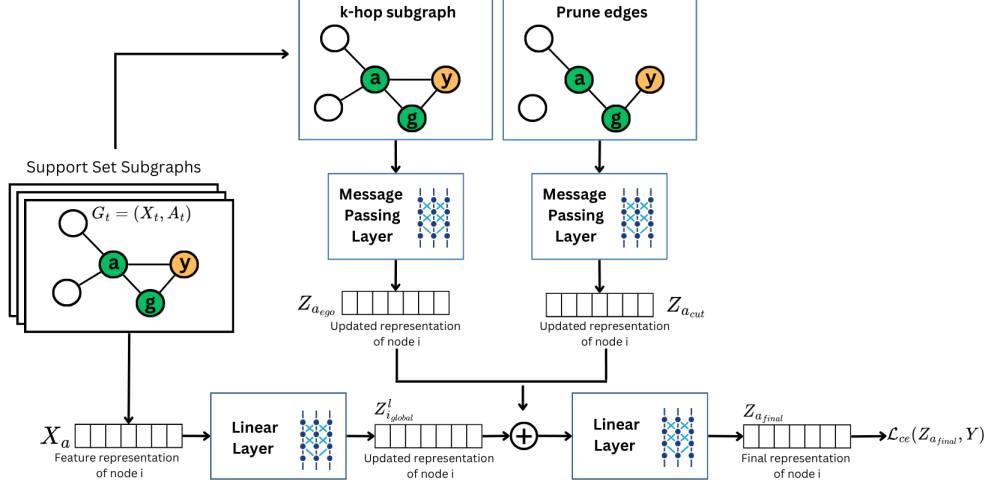 k-hop subgraph
a
y
g
Prune edges
a
y
g
Support Set Subgraphs
G_t = (X_t, A_t)
a
y
g
Message
Passing
Layer
Message
Passing
Layer
Z_{a_{ego}}
Updated representation
of node i
Z_{a_{cut}}
Updated representation
of node i
X_a
Feature representation
of node i
Linear
Layer
Z^l_{i_{global}}
Updated representation
of node i
+
Linear
Layer
Z_{a_{final}}
Final representation
of node i
\mathcal{L}_{ce}(Z_{a_{final}}, Y)